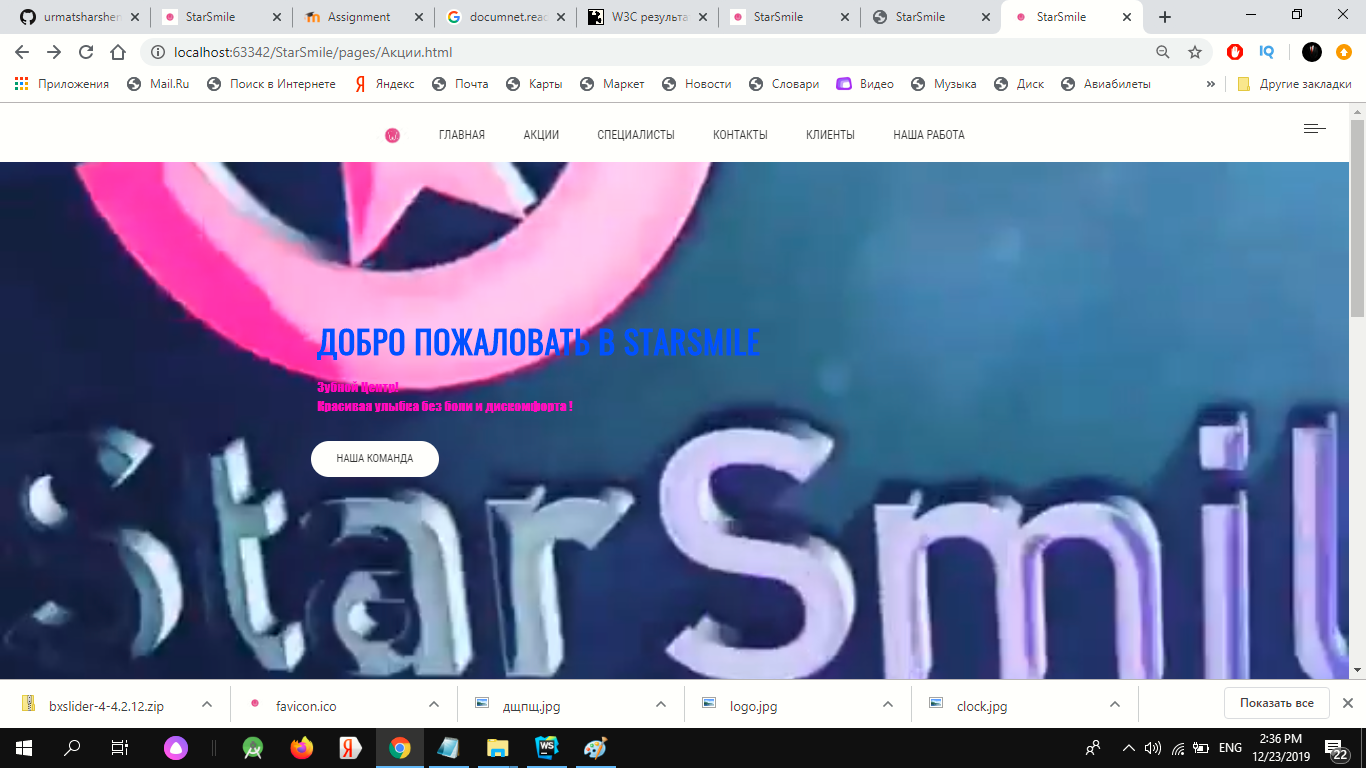 urmatsharsher
StarSmile
Assignment
documnet.read
W3C результат
StarSmile
StarSmile
StarSmile
localhost:63342/StarSmile/pages/Акции.html
Приложения
Mail.Ru
Поиск в Интернете
Яндекс
Почта
Карты
Маркет
Новости
Словари
Видео
Музыка
Диск
Авиабилеты
»
Другие закладки
ГЛАВНАЯ
АКЦИИ
СПЕЦИАЛИСТЫ
КОНТАКТЫ
КЛИЕНТЫ
НАША РАБОТА
ДОБРО ПОЖАЛОВАТЬ В STARSMILE
Зубной Центр!
Красивая улыбка без боли и дискомфорта !
НАША КОМАНДА
StarSmil
bxslider-4-4.2.12.zip
favicon.ico
дщпщ.jpg
logo.jpg
clock.jpg
Показать все
ENG
2:36 PM
12/23/2019
22